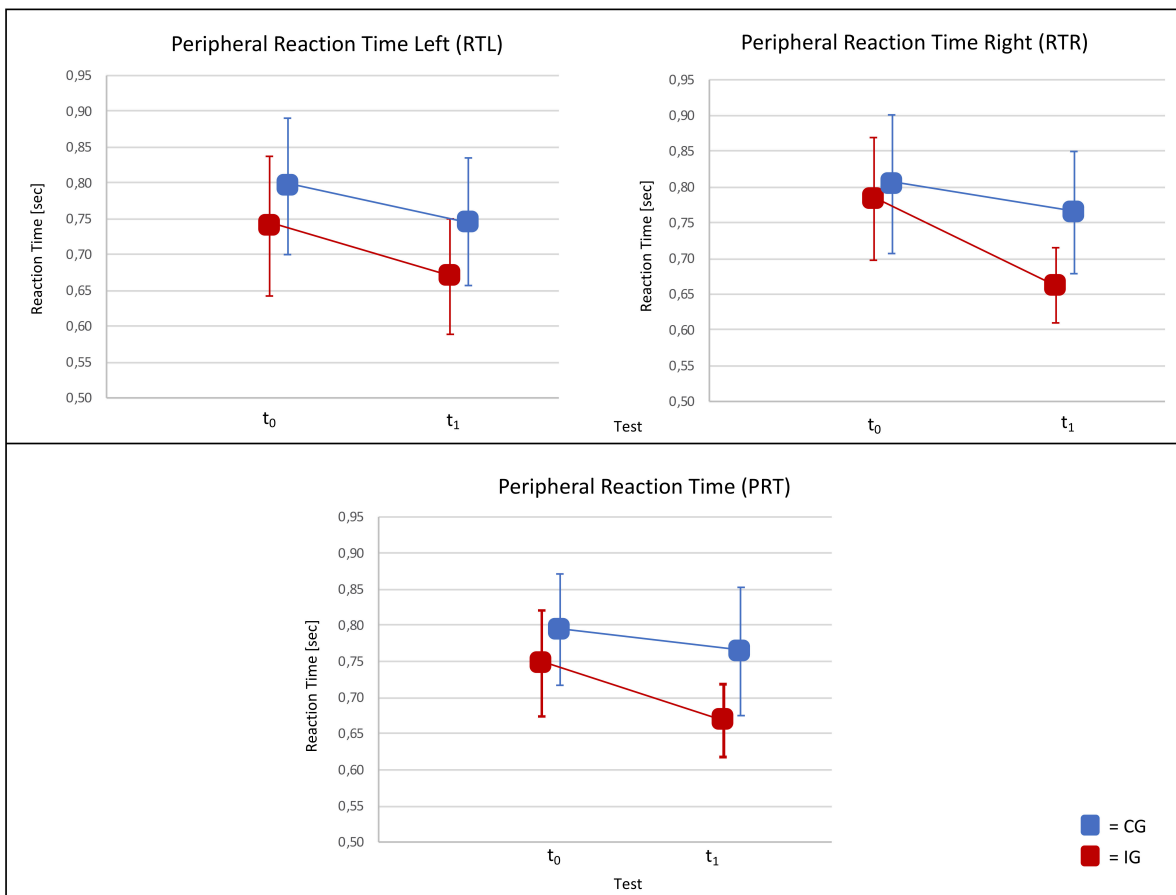 Peripheral Reaction Time Left (RTL)
0,95
0,90
0,85
0,80
0,75
0,70
0,65
0,60
0,55
0,50
Reaction Time [sec]
t₀
t₁
Peripheral Reaction Time Right (RTR)
0,95
0,90
0,85
0,80
0,75
0,70
0,65
0,60
0,55
0,50
Reaction Time [sec]
t₀
t₁
Test
Peripheral Reaction Time (PRT)
0,95
0,90
0,85
0,80
0,75
0,70
0,65
0,60
0,55
0,50
Reaction Time [sec]
t₀
t₁
Test
= CG
= IG